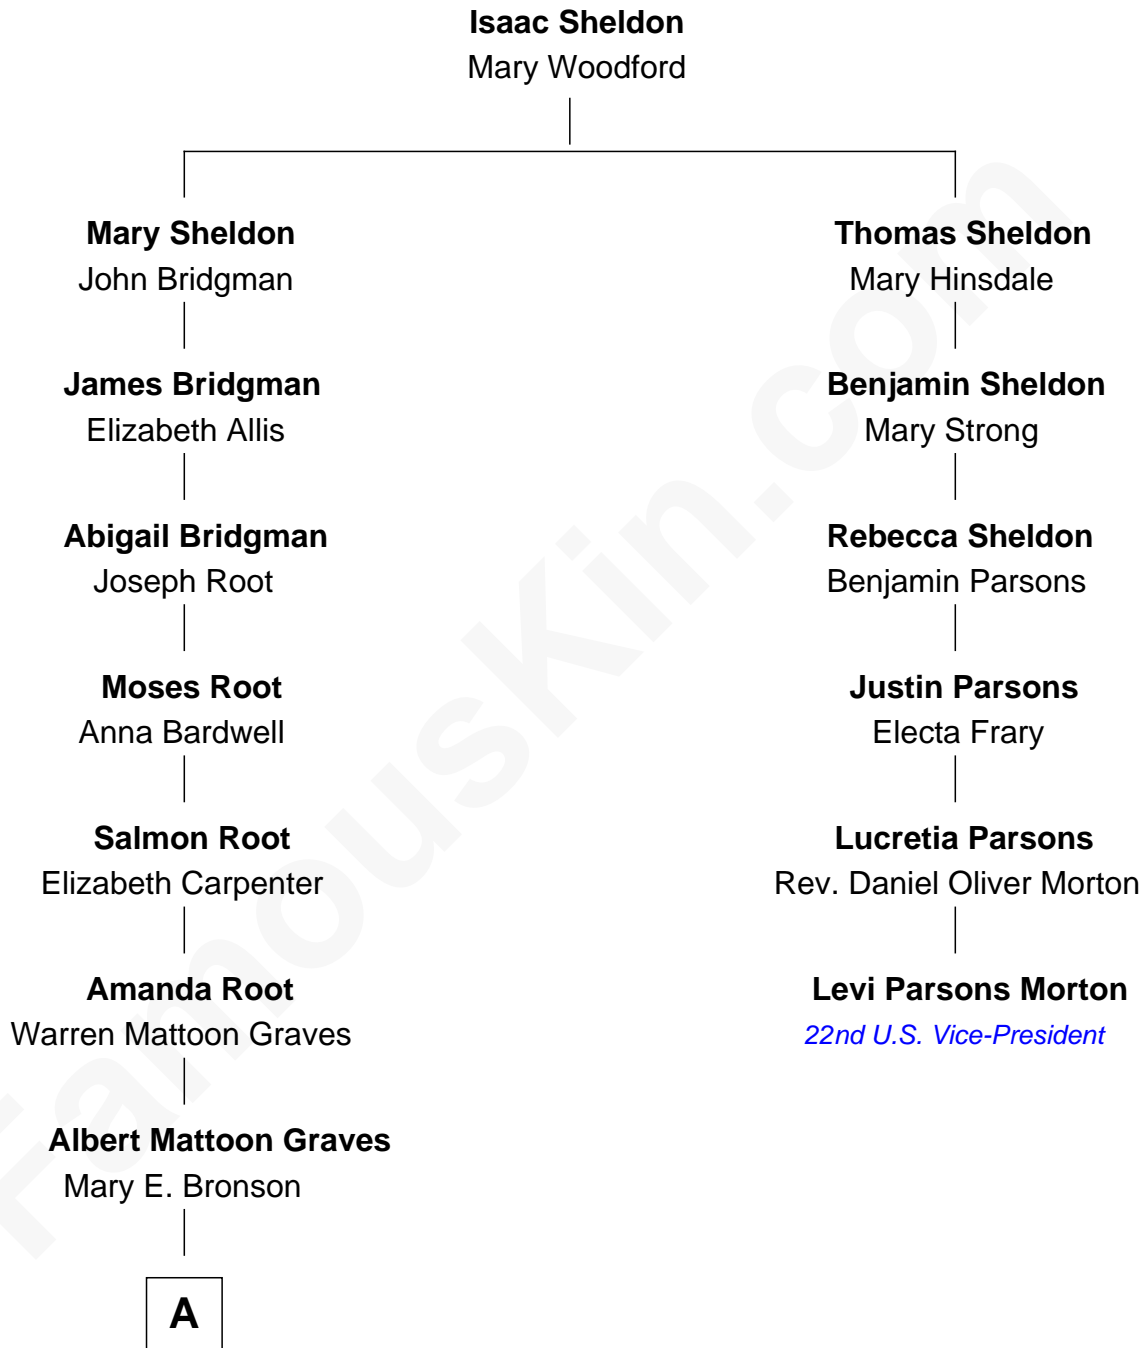 Isaac Sheldon
Mary Woodford
Mary Sheldon
John Bridgman
Thomas Sheldon
Mary Hinsdale
James Bridgman
Elizabeth Allis
Benjamin Sheldon
Mary Strong
Abigail Bridgman
Joseph Root
Rebecca Sheldon
Benjamin Parsons
Moses Root
Anna Bardwell
Justin Parsons
Electa Frary
Salmon Root
Elizabeth Carpenter
Lucretia Parsons
Rev. Daniel Oliver Morton
Amanda Root
Warren Mattoon Graves
Levi Parsons Morton
22nd U.S. Vice-President
Albert Mattoon Graves
Mary E. Bronson
A
FamousKin.com